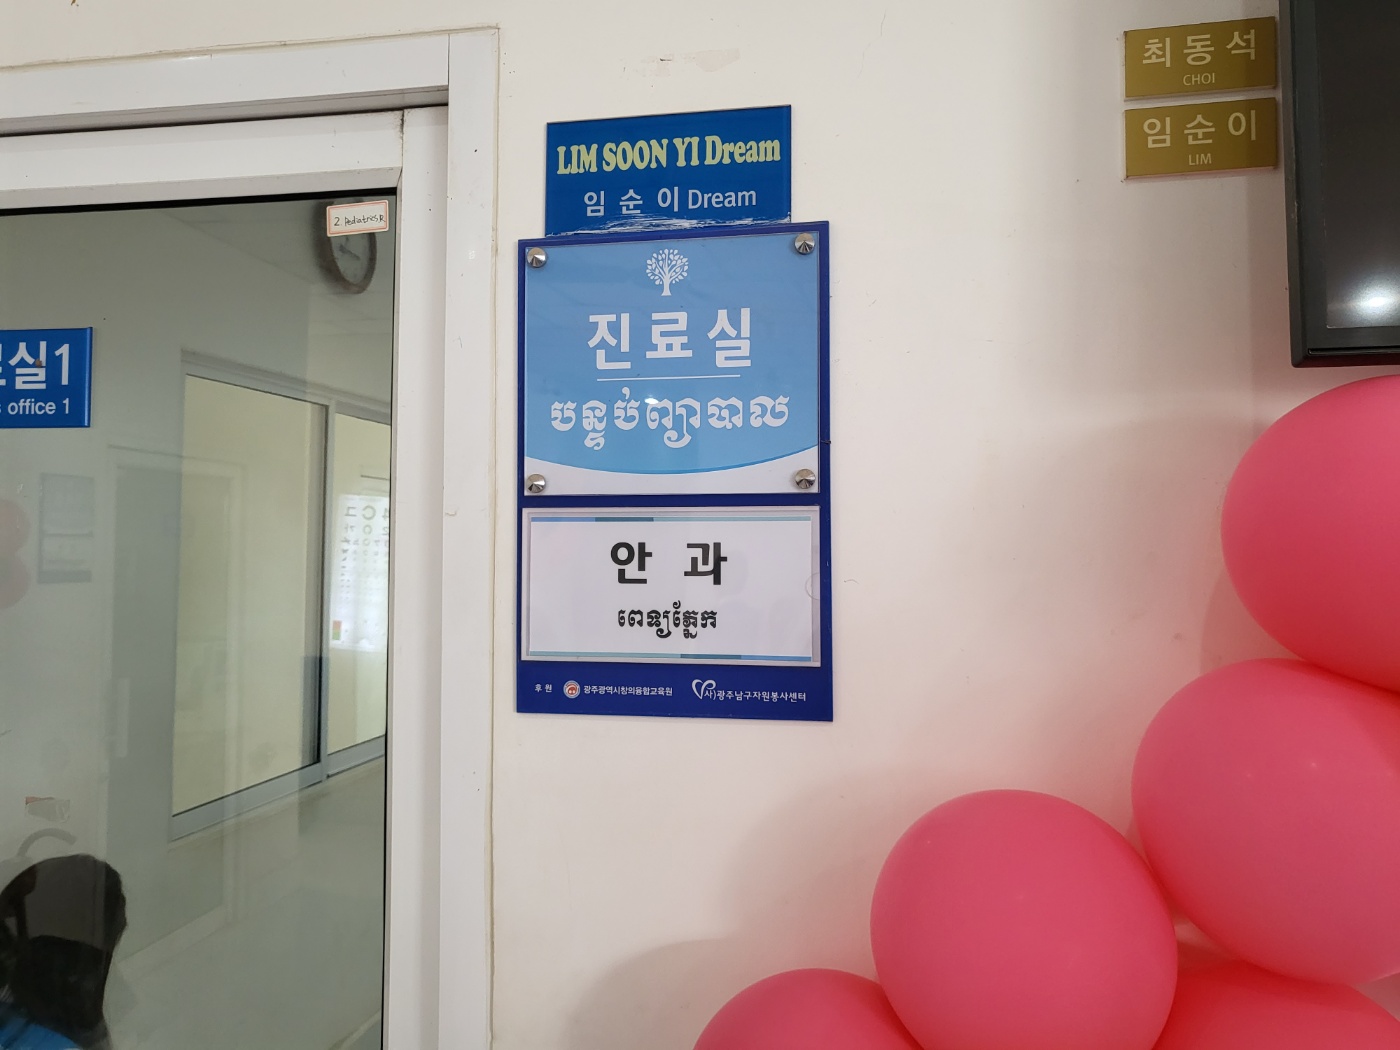 최동석
CHOI
임순이
LIM
LIM SOON YI Dream
임 순 이 Dream
2. Pediatrics R
진료실
បន្ទប់ព្យាបាល
실1
office 1
안 과
ពេទ្យភ្នែក
후 원 광주광역시창의융합교육원 사)광주남구자원봉사센터